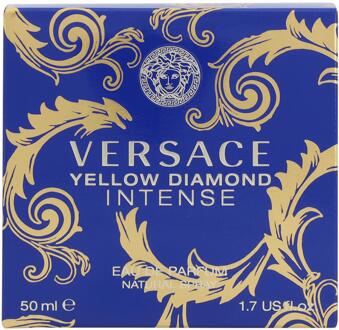 VERSACE
YELLOW DIAMOND
INTENSE
EAU DE PARFUM
NATURAL SPRAY
50 ml ℮ 1.7 US fl.oz